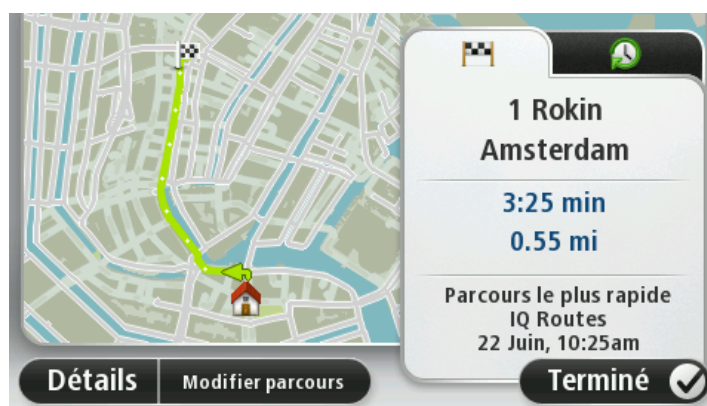 1 Rokin
Amsterdam
3:25 min
0.55 mi
Parcours le plus rapide
IQ Routes
22 Juin, 10:25am
Détails
Modifier parcours
Terminé